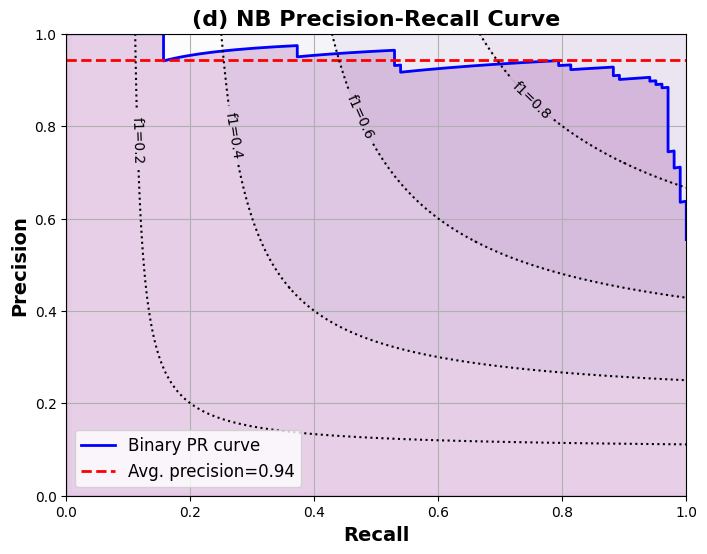 (d) NB Precision-Recall Curve
1.0
0.8
0.6
0.4
0.2
0.0
Precision
f1=0.2
f1=0.4
f1=0.6
f1=0.8
Binary PR curve
Avg. precision=0.94
0.0 0.2 0.4 0.6 0.8 1.0
Recall